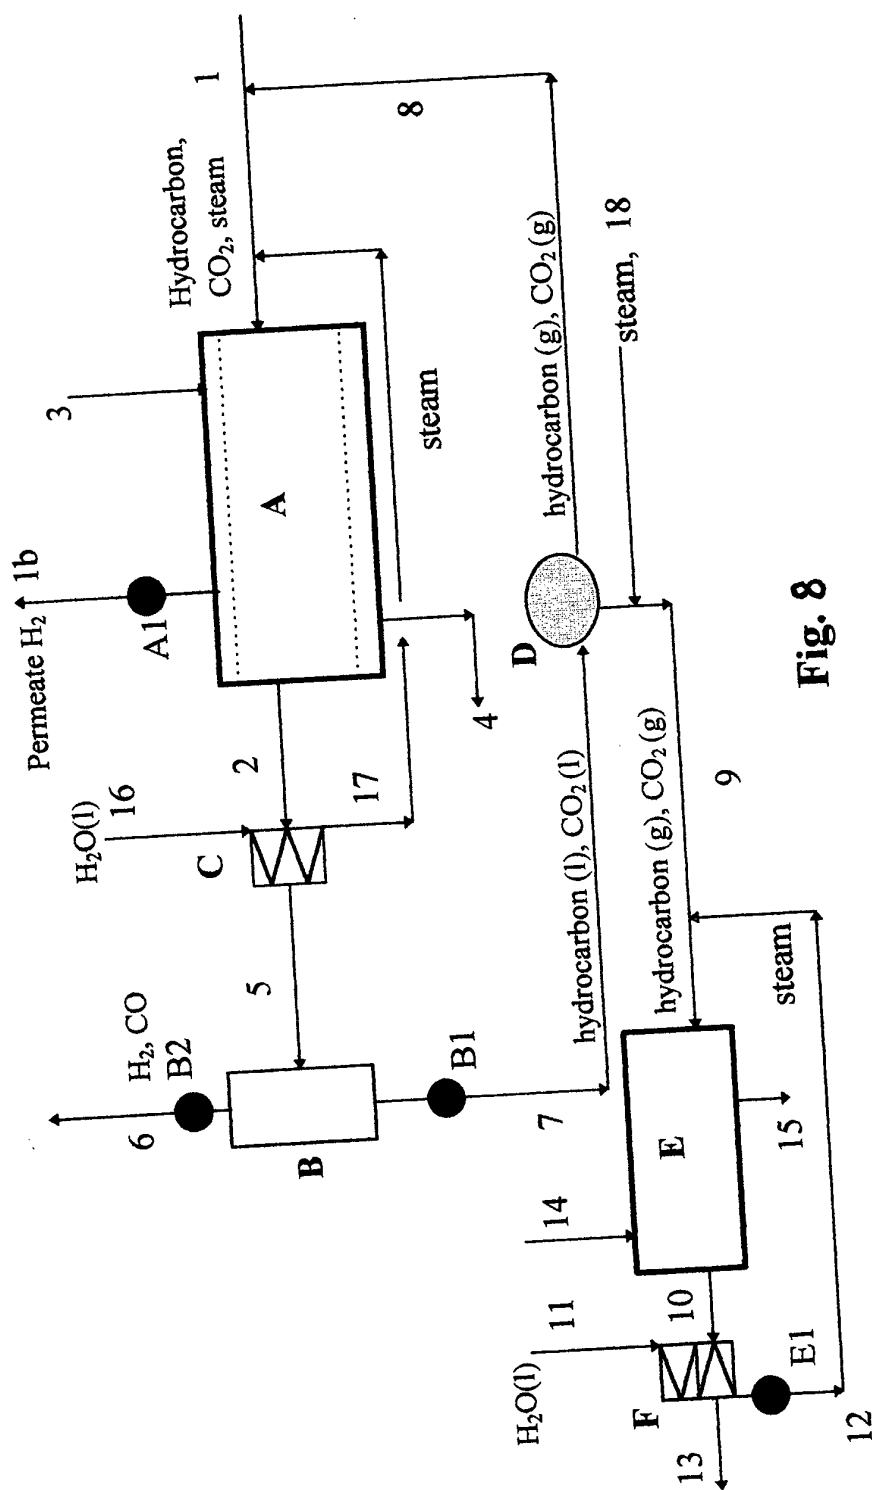 Permeate H₂
1b
A1
3
A
Hydrocarbon,
CO₂, steam
1
8
H₂O(l)
16
C
2
17
4
steam
H₂, CO
B2
6
B
5
B1
7
hydrocarbon (l), CO₂(l)
D
hydrocarbon (g), CO₂(g)
steam, 18
hydrocarbon (g), CO₂(g)
9
14
E
15
steam
H₂O(l)
11
F
10
13
E1
12
Fig. 8